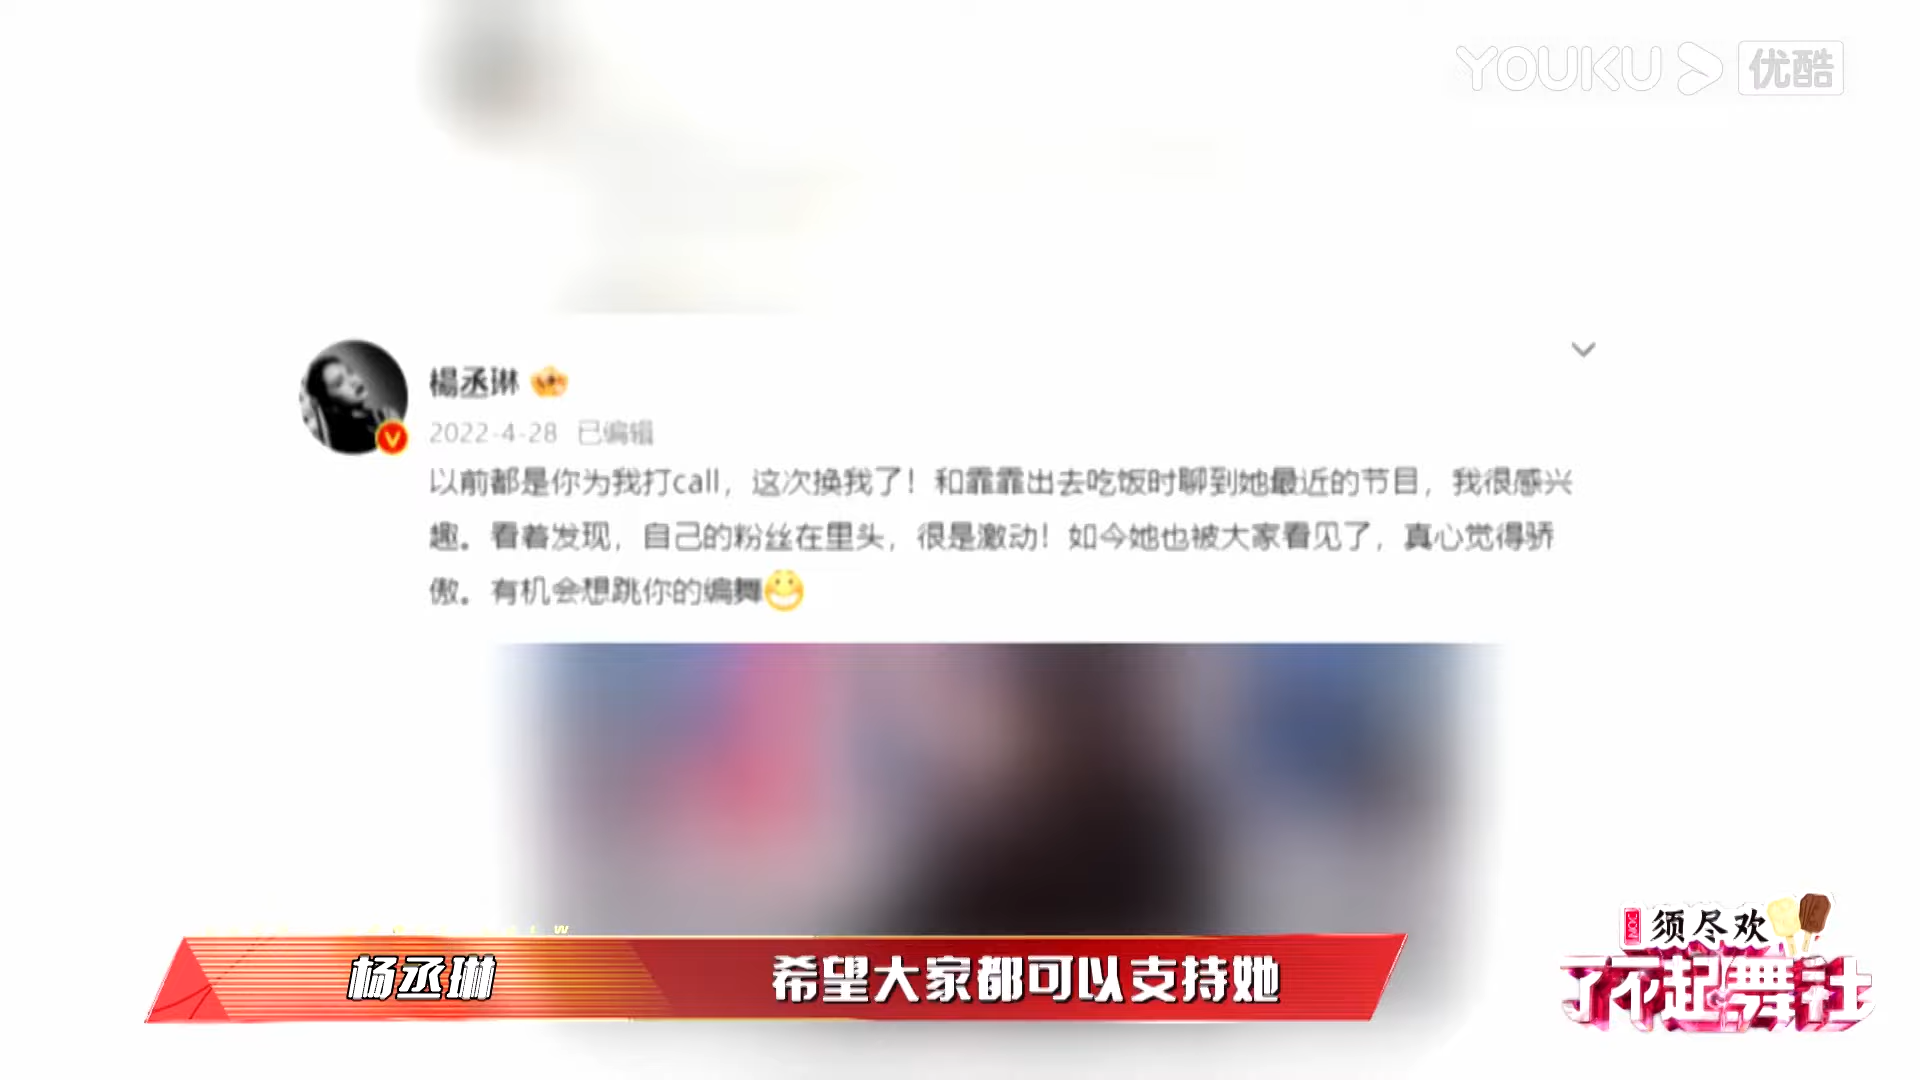 YOUKU 优酷
楊丞琳
2022-4-28 已编辑
以前都是你为我打call，这次换我了！和霏霏出去吃饭时聊到她最近的节目，我很感兴
趣。看着发现，自己的粉丝在里头，很是激动！如今她也被大家看见了，真心觉得骄
傲。有机会想跳你的编舞😀
须尽欢
了不起舞社
杨丞琳 希望大家都可以支持她